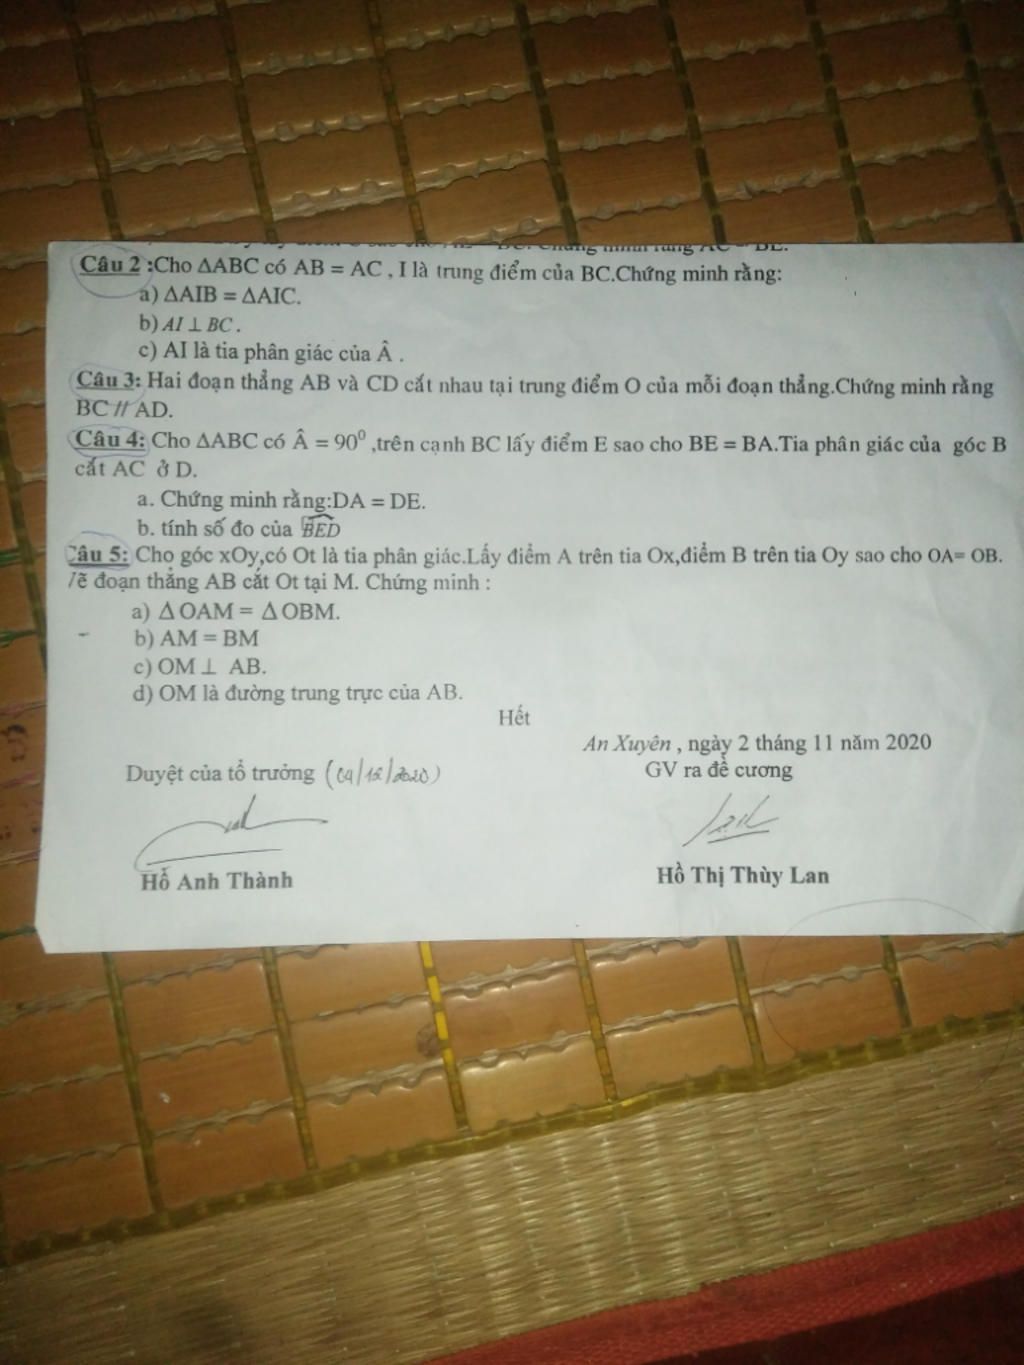 Chứng minh rằng AC = BE.
Câu 2 :Cho ΔABC có AB = AC , I là trung điểm của BC.Chứng minh rằng:
a) ΔAIB = ΔAIC.
b) AI ⊥ BC .
c) AI là tia phân giác của Â .
Câu 3: Hai đoạn thẳng AB và CD cắt nhau tại trung điểm O của mỗi đoạn thẳng.Chứng minh rằng
BC // AD.
Câu 4: Cho ΔABC có Â = 90⁰ ,trên cạnh BC lấy điểm E sao cho BE = BA.Tia phân giác của góc B
cắt AC ở D.
a. Chứng minh rằng:DA = DE.
b. tính số đo của BED
Câu 5: Cho góc xOy,có Ot là tia phân giác.Lấy điểm A trên tia Ox,điểm B trên tia Oy sao cho OA= OB.
Vẽ đoạn thẳng AB cắt Ot tại M. Chứng minh :
a) Δ OAM = Δ OBM.
b) AM = BM
c) OM ⊥ AB.
d) OM là đường trung trực của AB.
Hết
An Xuyên , ngày 2 tháng 11 năm 2020
Duyệt của tổ trưởng (04/12/2020)
GV ra đề cương
Hồ Anh Thành
Hồ Thị Thùy Lan